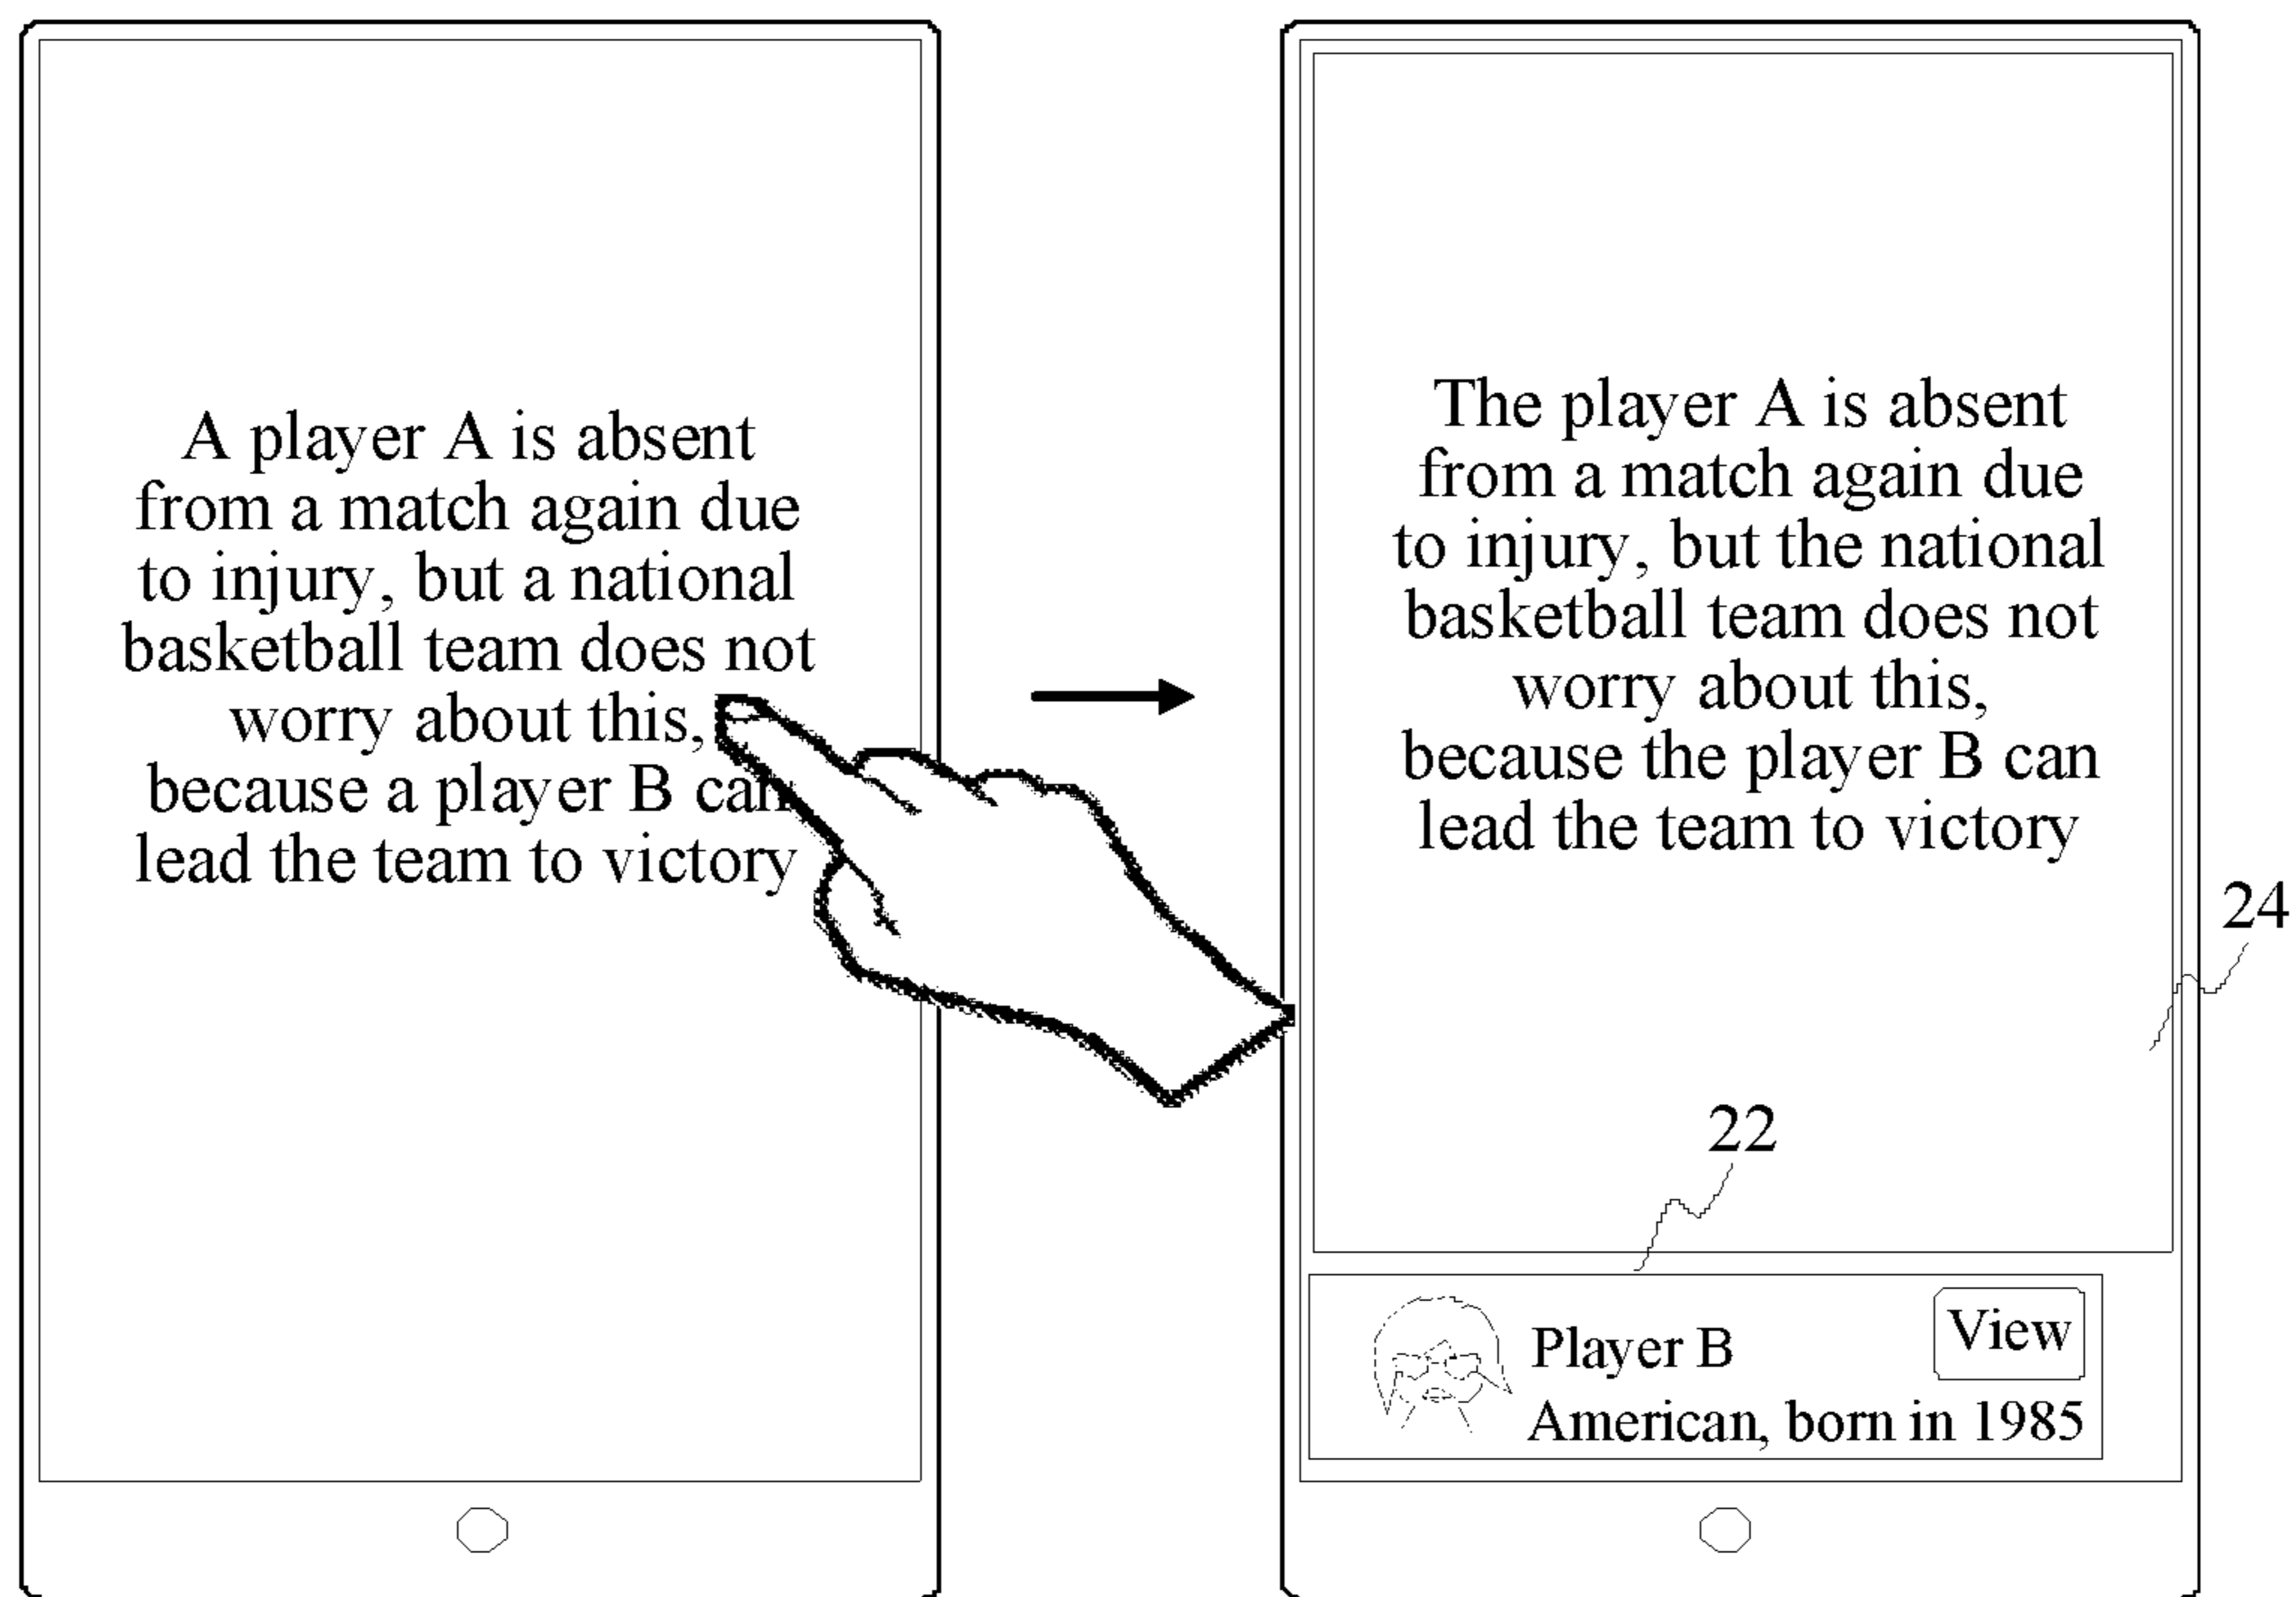 A player A is absent
from a match again due
to injury, but a national
basketball team does not
worry about this,
because a player B can
lead the team to victory
The player A is absent
from a match again due
to injury, but the national
basketball team does not
worry about this,
because the player B can
lead the team to victory
24
22
Player B
View
American, born in 1985